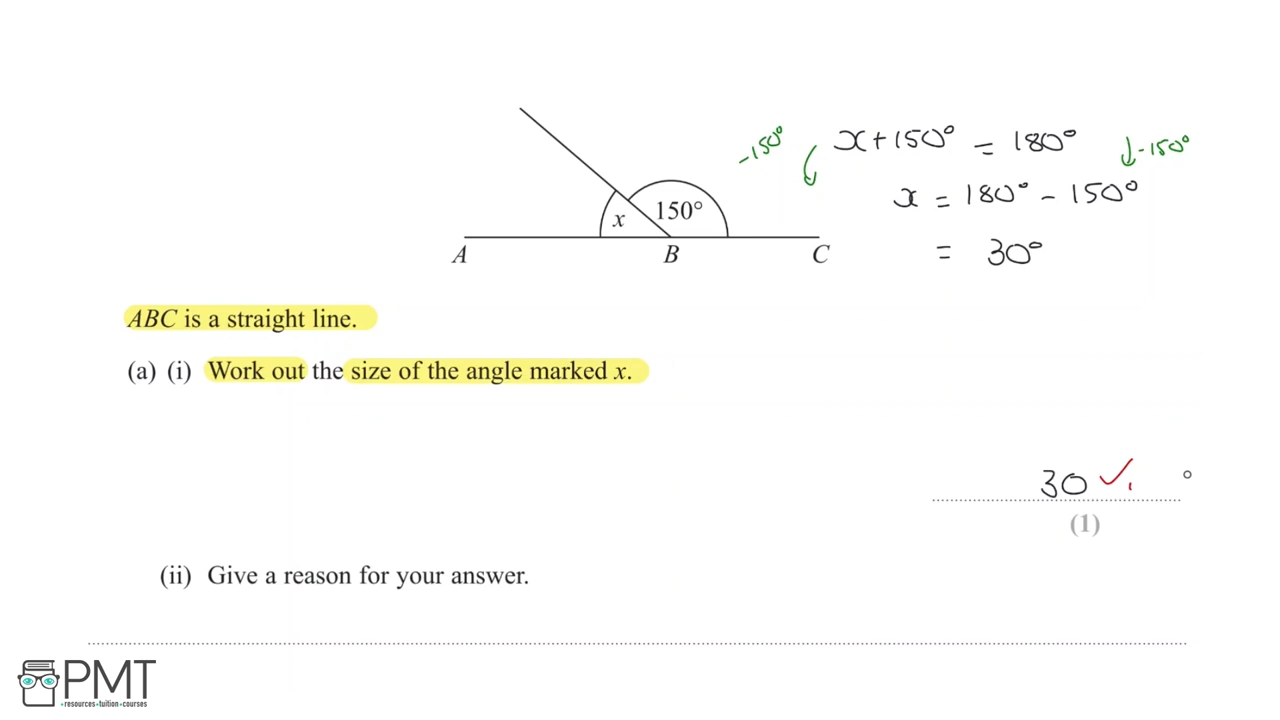 -150°
x+150° = 180°
↓-150°
x = 180° - 150°
= 30°
x
150°
A
B
C
ABC is a straight line.
(a) (i) Work out the size of the angle marked x.
30 ✓₁ °
(1)
(ii) Give a reason for your answer.
PMT
•resources•tuition•courses